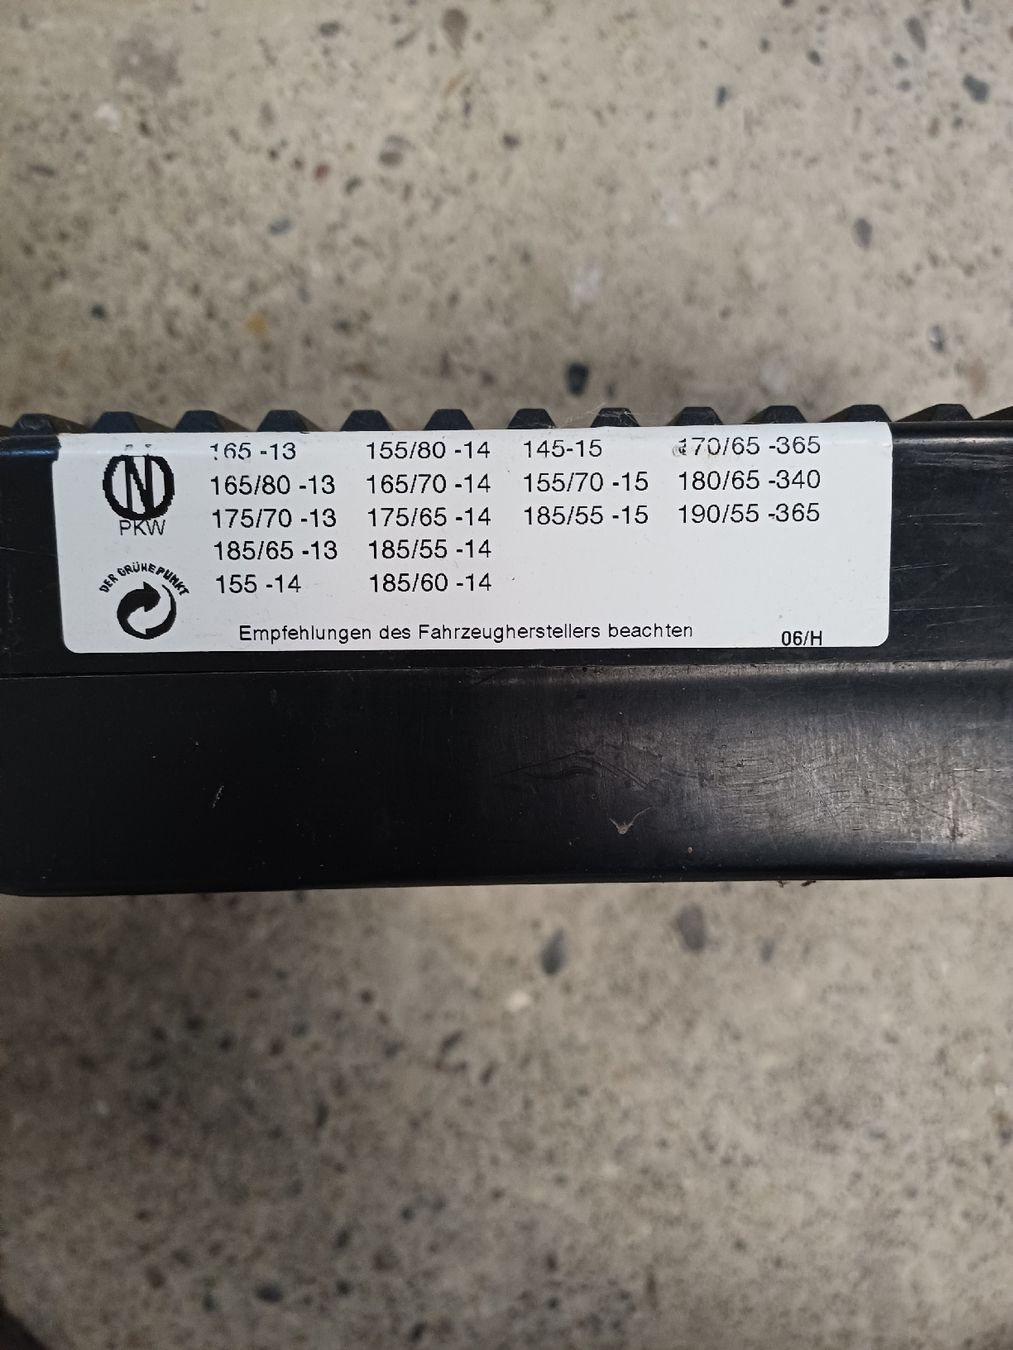 165 -13 155/80 -14 145-15 170/65 -365
165/80 -13 165/70 -14 155/70 -15 180/65 -340
175/70 -13 175/65 -14 185/55 -15 190/55 -365
185/65 -13 185/55 -14
155 -14 185/60 -14
N
PKW
DER GRÜNE PUNKT
Empfehlungen des Fahrzeugherstellers beachten 06/H